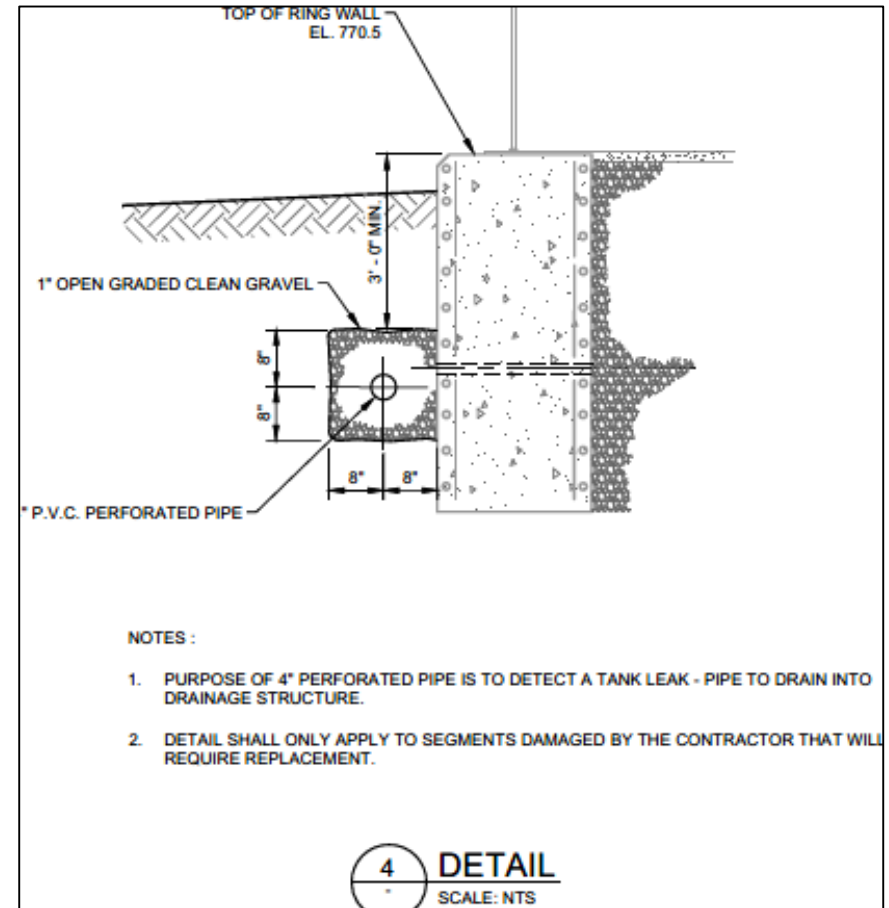 TOP OF RING WALL
EL. 770.5
3' - 0" MIN.
1" OPEN GRADED CLEAN GRAVEL
8"
8"
8"
8"
" P.V.C. PERFORATED PIPE
NOTES :
1. PURPOSE OF 4" PERFORATED PIPE IS TO DETECT A TANK LEAK - PIPE TO DRAIN INTO
DRAINAGE STRUCTURE.
2. DETAIL SHALL ONLY APPLY TO SEGMENTS DAMAGED BY THE CONTRACTOR THAT WILL
REQUIRE REPLACEMENT.
4
-
DETAIL
SCALE: NTS